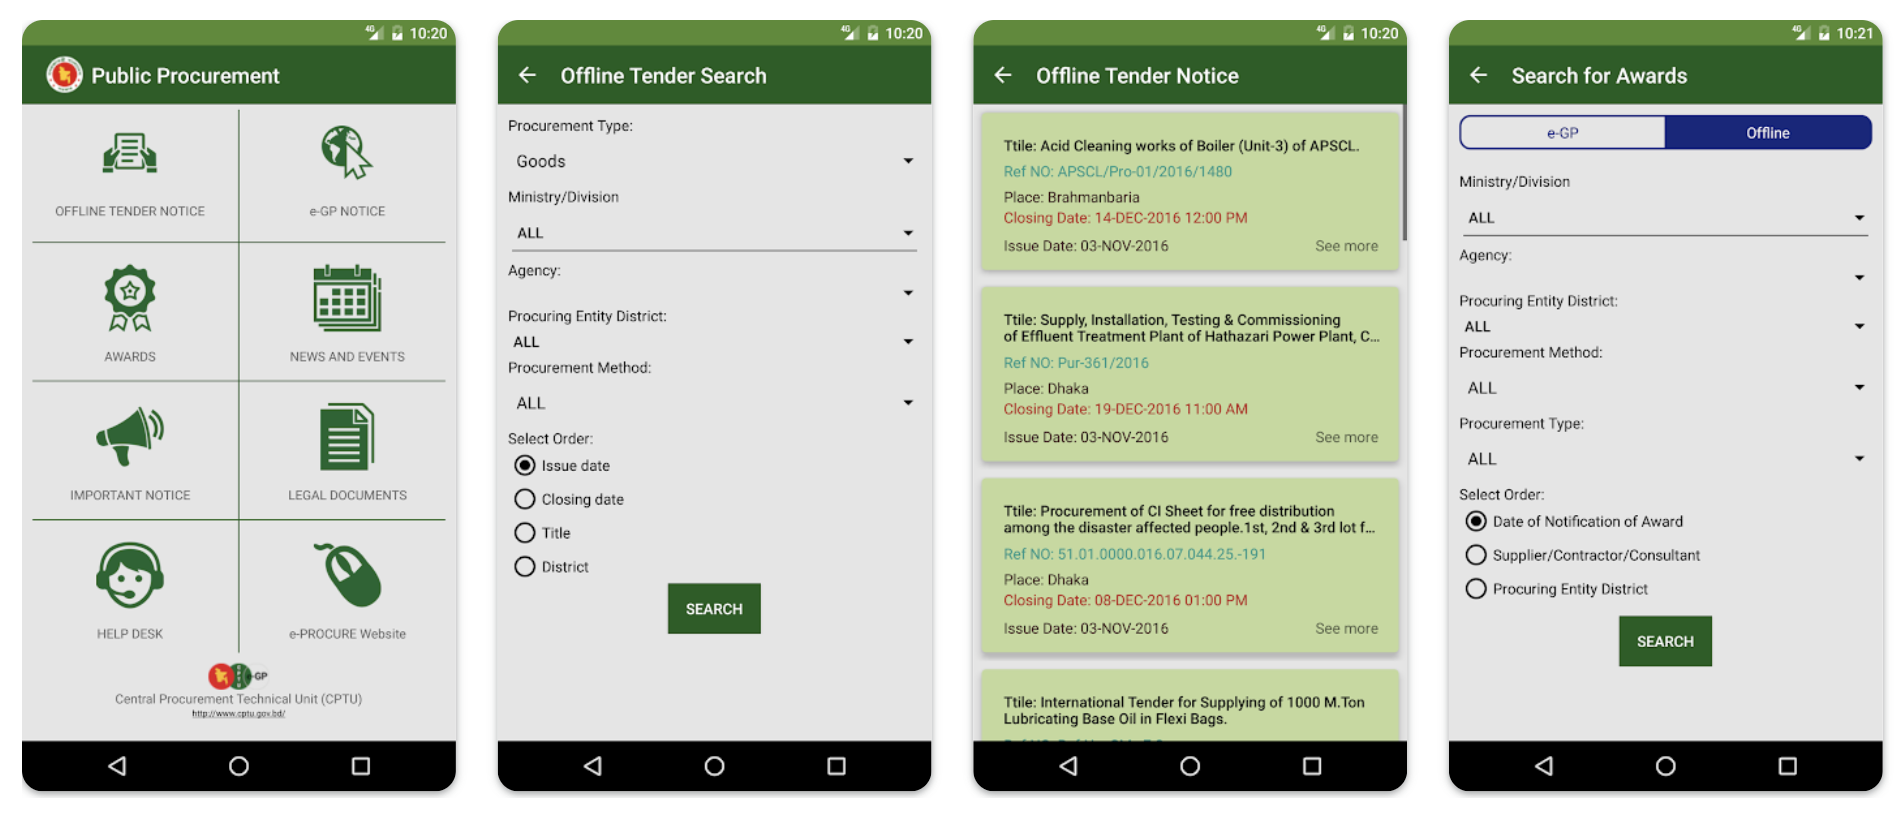 4G 10:20
Public Procurement
OFFLINE TENDER NOTICE
e-GP NOTICE
AWARDS
NEWS AND EVENTS
IMPORTANT NOTICE
LEGAL DOCUMENTS
HELP DESK
e-PROCURE Website
-GP
Central Procurement Technical Unit (CPTU)
http://www.cptu.gov.bd/
4G 10:20
Offline Tender Search
Procurement Type:
Goods
Ministry/Division
ALL
Agency:
Procuring Entity District:
ALL
Procurement Method:
ALL
Select Order:
Issue date
Closing date
Title
District
SEARCH
4G 10:20
Offline Tender Notice
Ttile: Acid Cleaning works of Boiler (Unit-3) of APSCL.
Ref NO: APSCL/Pro-01/2016/1480
Place: Brahmanbaria
Closing Date: 14-DEC-2016 12:00 PM
Issue Date: 03-NOV-2016 See more
Ttile: Supply, Installation, Testing & Commissioning
of Effluent Treatment Plant of Hathazari Power Plant, C...
Ref NO: Pur-361/2016
Place: Dhaka
Closing Date: 19-DEC-2016 11:00 AM
Issue Date: 03-NOV-2016 See more
Ttile: Procurement of CI Sheet for free distribution
among the disaster affected people.1st, 2nd & 3rd lot f...
Ref NO: 51.01.0000.016.07.044.25.-191
Place: Dhaka
Closing Date: 08-DEC-2016 01:00 PM
Issue Date: 03-NOV-2016 See more
Ttile: International Tender for Supplying of 1000 M.Ton
Lubricating Base Oil in Flexi Bags.
4G 10:21
Search for Awards
e-GP Offline
Ministry/Division
ALL
Agency:
Procuring Entity District:
ALL
Procurement Method:
ALL
Procurement Type:
ALL
Select Order:
Date of Notification of Award
Supplier/Contractor/Consultant
Procuring Entity District
SEARCH